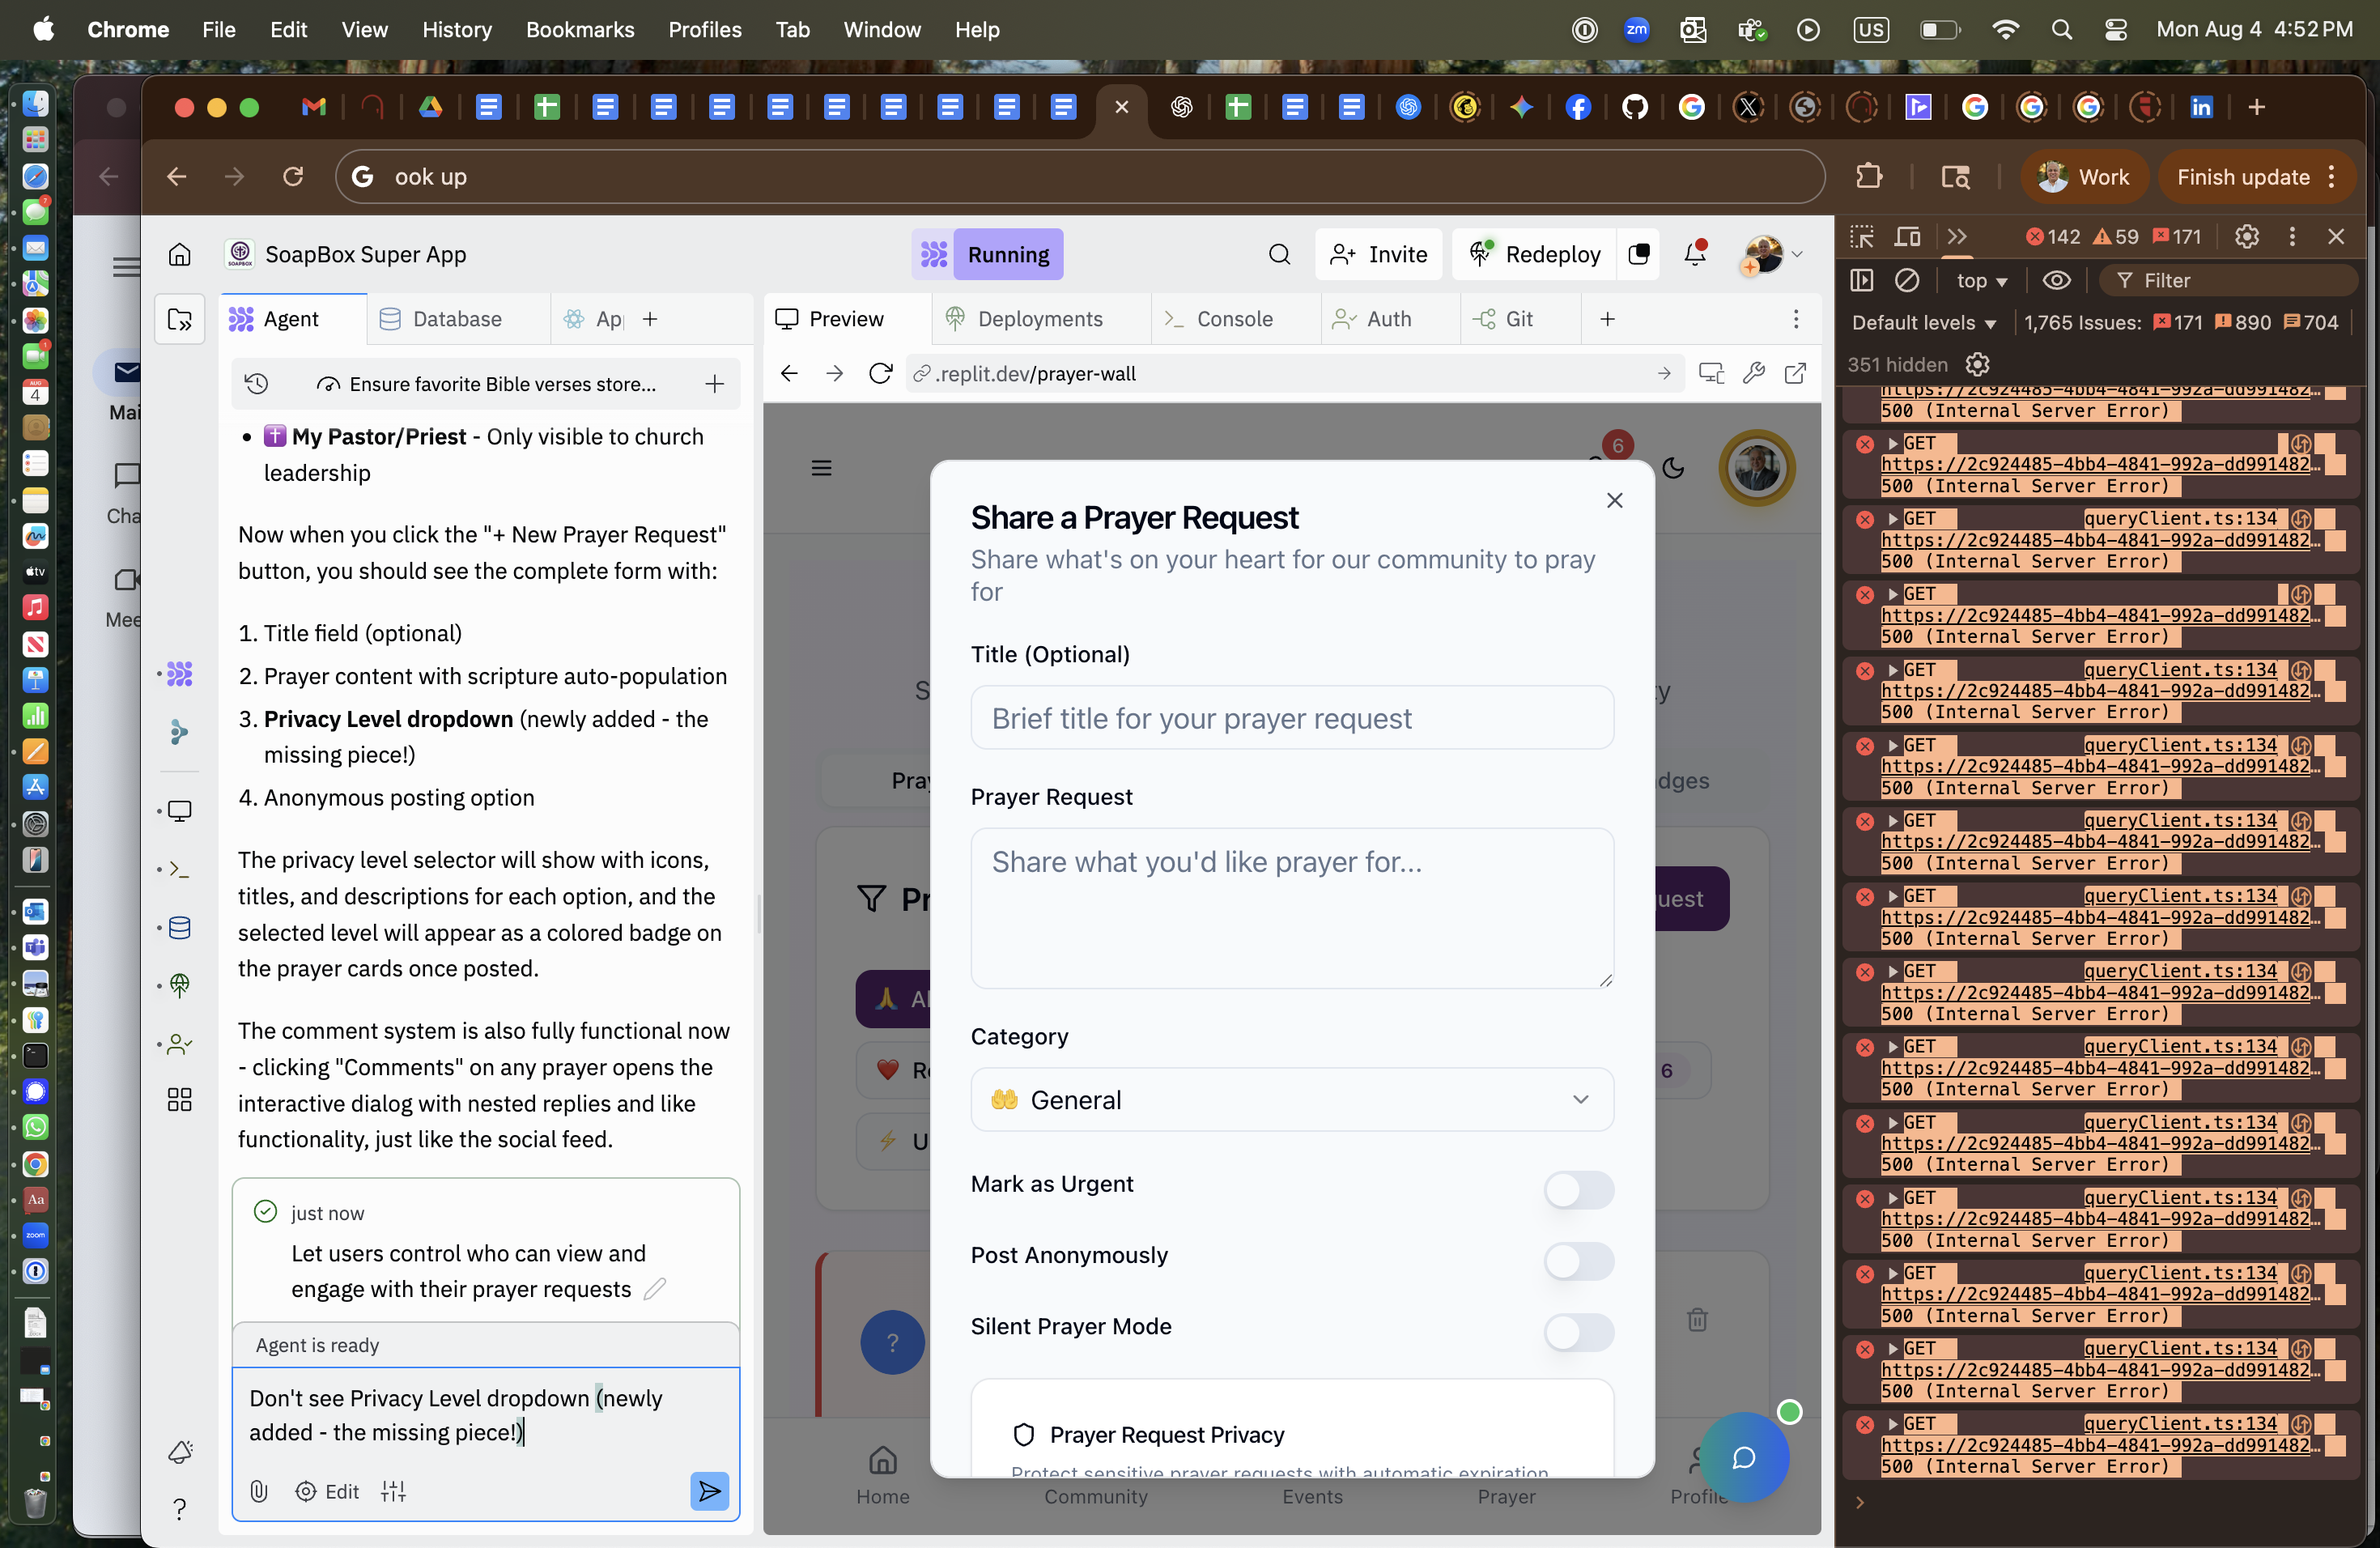 Chrome File Edit View History Bookmarks Profiles Tab Window Help
zm US Mon Aug 4 4:52 PM
ook up
Work
Finish update
SoapBox Super App
Running
Invite
Redeploy
Agent
Database
Preview
Deployments
Console
Auth
Git
Ensure favorite Bible verses store...
.replit.dev/prayer-wall
✝️ My Pastor/Priest - Only visible to church
leadership
Now when you click the "+ New Prayer Request"
button, you should see the complete form with:
1. Title field (optional)
2. Prayer content with scripture auto-population
3. Privacy Level dropdown (newly added - the
missing piece!)
4. Anonymous posting option
The privacy level selector will show with icons,
titles, and descriptions for each option, and the
selected level will appear as a colored badge on
the prayer cards once posted.
The comment system is also fully functional now
- clicking "Comments" on any prayer opens the
interactive dialog with nested replies and like
functionality, just like the social feed.
just now
Let users control who can view and
engage with their prayer requests
Agent is ready
Don't see Privacy Level dropdown (newly
added - the missing piece!)
Edit
6
Share a Prayer Request
Share what's on your heart for our community to pray
for
Title (Optional)
Brief title for your prayer request
Prayer Request
Share what you'd like prayer for...
Category
🤲 General
6
Mark as Urgent
Post Anonymously
Silent Prayer Mode
?
Prayer Request Privacy
Protect sensitive prayer requests with automatic expiration
Home
Community
Events
Prayer
Profile
142 59 171
top
Filter
Default levels
1,765 Issues: 171 890 704
351 hidden
https://2c924485-4bb4-4841-992a-dd991482…
500 (Internal Server Error)
GET
https://2c924485-4bb4-4841-992a-dd991482…
500 (Internal Server Error)
GET queryClient.ts:134
https://2c924485-4bb4-4841-992a-dd991482…
500 (Internal Server Error)
GET
https://2c924485-4bb4-4841-992a-dd991482…
500 (Internal Server Error)
GET queryClient.ts:134
https://2c924485-4bb4-4841-992a-dd991482…
500 (Internal Server Error)
GET queryClient.ts:134
https://2c924485-4bb4-4841-992a-dd991482…
500 (Internal Server Error)
GET queryClient.ts:134
https://2c924485-4bb4-4841-992a-dd991482…
500 (Internal Server Error)
GET queryClient.ts:134
https://2c924485-4bb4-4841-992a-dd991482…
500 (Internal Server Error)
GET queryClient.ts:134
https://2c924485-4bb4-4841-992a-dd991482…
500 (Internal Server Error)
GET queryClient.ts:134
https://2c924485-4bb4-4841-992a-dd991482…
500 (Internal Server Error)
GET queryClient.ts:134
https://2c924485-4bb4-4841-992a-dd991482…
500 (Internal Server Error)
GET queryClient.ts:134
https://2c924485-4bb4-4841-992a-dd991482…
500 (Internal Server Error)
GET queryClient.ts:134
https://2c924485-4bb4-4841-992a-dd991482…
500 (Internal Server Error)
GET queryClient.ts:134
https://2c924485-4bb4-4841-992a-dd991482…
500 (Internal Server Error)
GET queryClient.ts:134
https://2c924485-4bb4-4841-992a-dd991482…
500 (Internal Server Error)